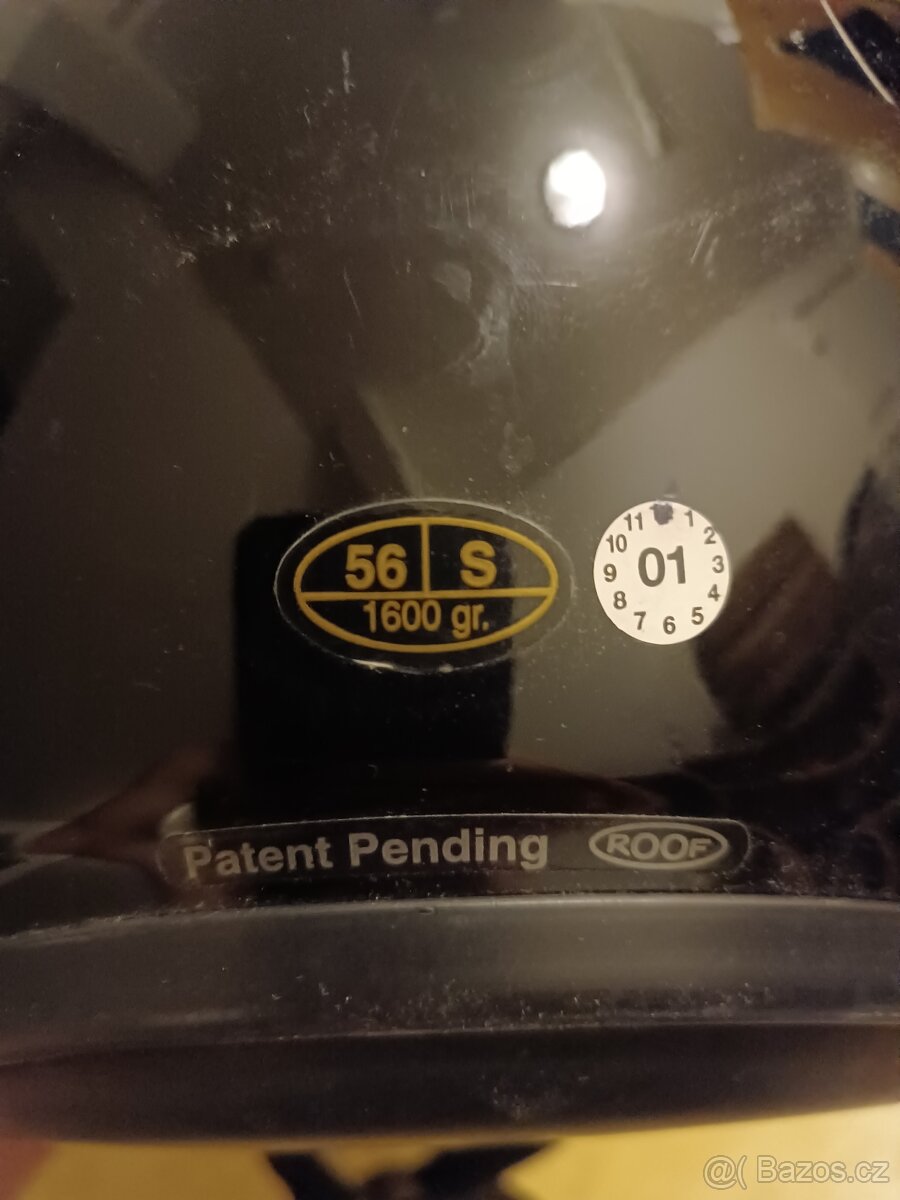 56 S
1600 gr.
11 1
10 2
9 01 3
8 4
7 6 5
Patent Pending ROOF
@( Bazos.cz